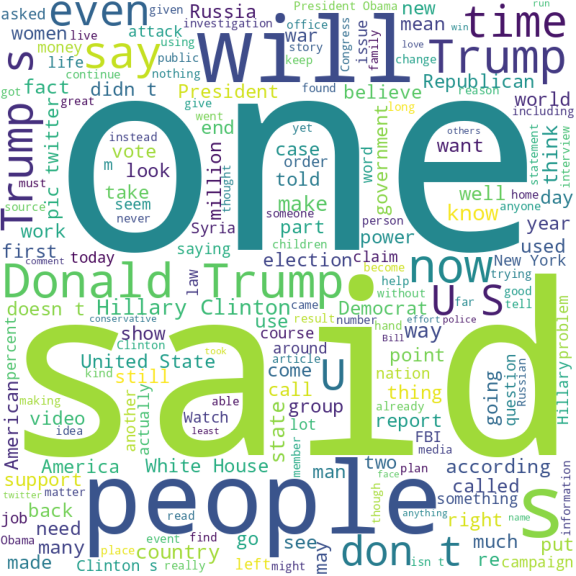 asked
even
Russia
time
President Obama
given
Twitter
run
will
office
Congress
women
live
attack
investigation
war
new
say
money
using
public
story
issue
mean
win
life
continue
nothing
keep
family
love
change
Trump
Trump s
fact
didn t
President
believe
Republican
reason
got
great
give
found
world
including
pic twitter
one
instead
yet
case
others
want
vote
m
look
order
told
government
long
word
think
statement
interview
end
went
must
take
seem
million
thought
someone
make
well
know
home
anyone
day
source
work
never
Syria
children
part
person
power
year
first
saying
election
claim
used
comment
today
law
become
New York
trying
Donald Trump
now
U S
help
without
far
good
tell
doesn t
Hillary Clinton
came
Democrat
way
conservative
use
result
number
hand
effort
police
Bill
said
percent
show
Clinton
course
around
article
took
point
problem
Hillary
United State
come
u
nation
going
question
Russian
kind
still
call
thing
American
making
video
idea
another
actually
Watch
able
least
group
lot
state
already
report
FBI
media
America
White House
member
man
two
plan
face
according
support
twitter
matter
people
though
called
something
s
information
job
Obama
back
need
read
anything
right
name
put
many
event
find
go
see
may
don t
much
made
place
country
really
Clinton s
left
might
isn t
re
campaign